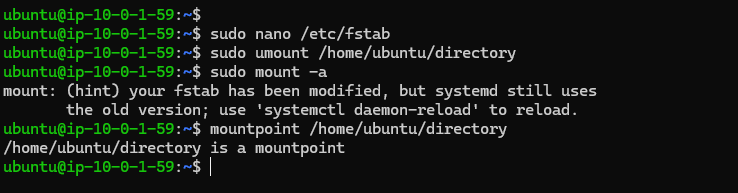 ubuntu@ip-10-0-1-59:~$
ubuntu@ip-10-0-1-59:~$ sudo nano /etc/fstab
ubuntu@ip-10-0-1-59:~$ sudo umount /home/ubuntu/directory
ubuntu@ip-10-0-1-59:~$ sudo mount -a
mount: (hint) your fstab has been modified, but systemd still uses
       the old version; use 'systemctl daemon-reload' to reload.
ubuntu@ip-10-0-1-59:~$ mountpoint /home/ubuntu/directory
/home/ubuntu/directory is a mountpoint
ubuntu@ip-10-0-1-59:~$